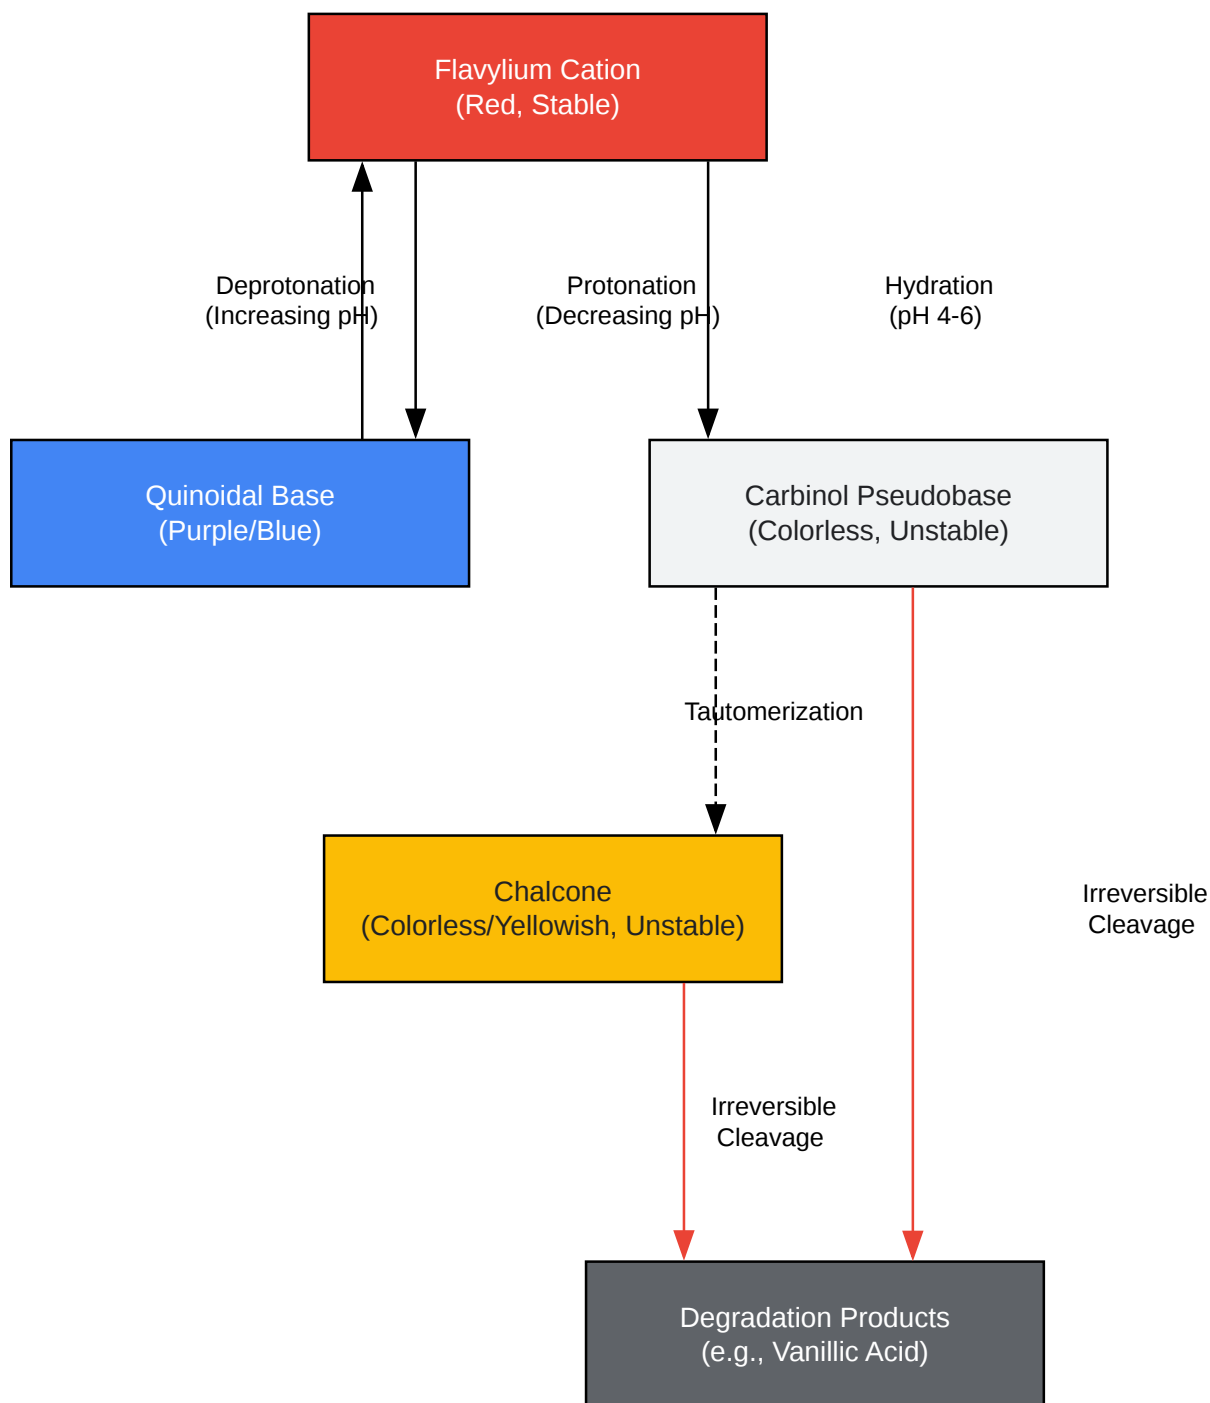 Flavylium Cation
(Red, Stable)
Deprotonation
(Increasing pH)
Protonation
(Decreasing pH)
Hydration
(pH 4-6)
Quinoidal Base
(Purple/Blue)
Carbinol Pseudobase
(Colorless, Unstable)
Tautomerization
Chalcone
(Colorless/Yellowish, Unstable)
Irreversible
Cleavage
Irreversible
Cleavage
Degradation Products
(e.g., Vanillic Acid)